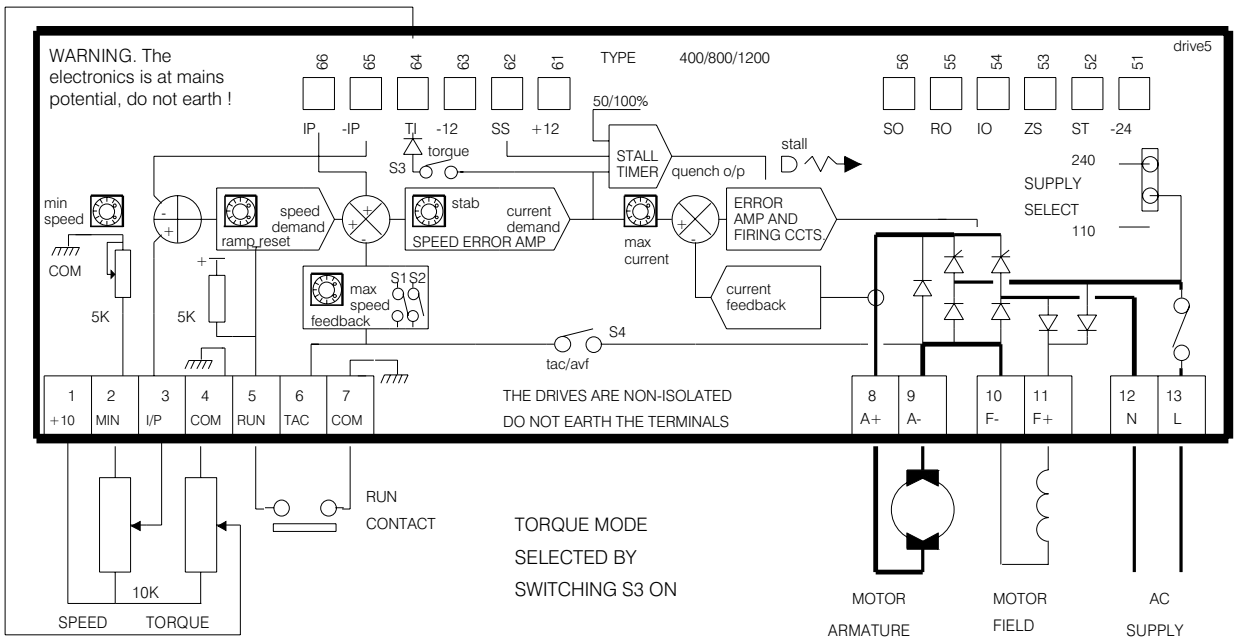 WARNING. The
electronics is at mains
potential, do not earth !
66 65 64 63 62 61
TYPE 400/800/1200
56 55 54 53 52 51
drive5
50/100%
IP -IP TI -12 SS +12
SO RO IO ZS ST -24
S3 torque
STALL
TIMER
stall
quench o/p
240
SUPPLY
SELECT
110
min
speed
- +
speed
demand
ramp reset
+ + -
stab
current
demand
SPEED ERROR AMP
max
current
+ -
ERROR
AMP AND
FIRING CCTS.
COM
5K
+
5K
max
speed
feedback
S1 S2
current
feedback
S4
tac/avf
1 2 3 4 5 6 7
+10 MIN I/P COM RUN TAC COM
THE DRIVES ARE NON-ISOLATED
DO NOT EARTH THE TERMINALS
8 9 10 11 12 13
A+ A- F- F+ N L
RUN
CONTACT
TORQUE MODE
SELECTED BY
SWITCHING S3 ON
10K
SPEED TORQUE
MOTOR
ARMATURE
MOTOR
FIELD
AC
SUPPLY